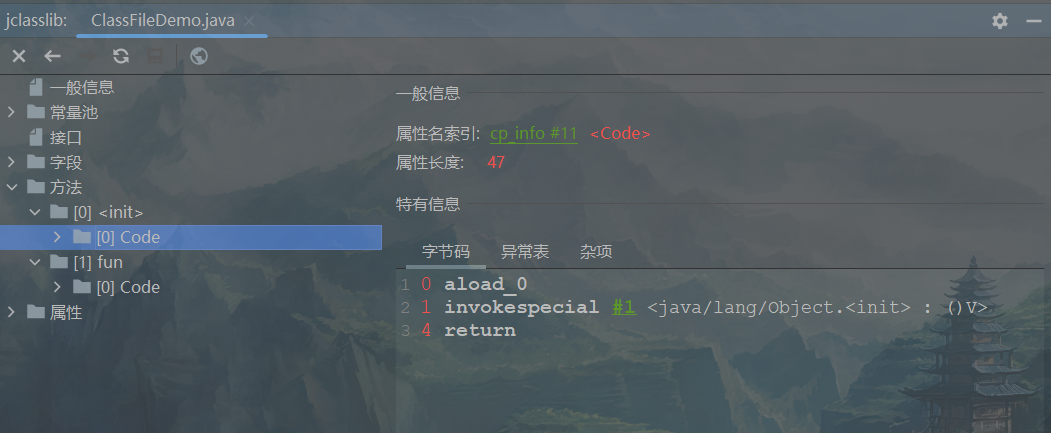 jclasslib: ClassFileDemo.java
一般信息
常量池
接口
字段
方法
[0] <init>
[0] Code
[1] fun
[0] Code
属性
一般信息
属性名索引: cp_info #11 <Code>
属性长度: 47
特有信息
字节码 异常表 杂项
1 0 aload_0
2 1 invokespecial #1 <java/lang/Object.<init> : ()V>
3 4 return